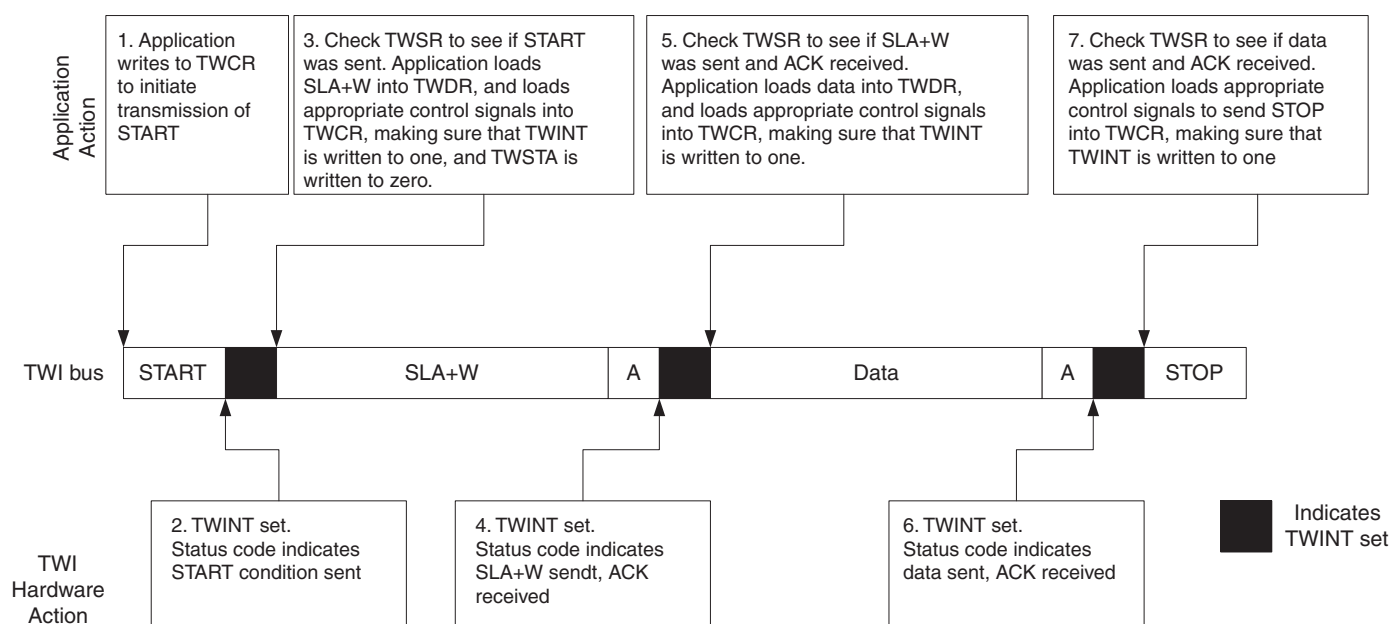 Application
Action
1. Application
writes to TWCR
to initiate
transmission of
START
3. Check TWSR to see if START
was sent. Application loads
SLA+W into TWDR, and loads
appropriate control signals into
TWCR, making sure that TWINT
is written to one, and TWSTA is
written to zero.
5. Check TWSR to see if SLA+W
was sent and ACK received.
Application loads data into TWDR,
and loads appropriate control signals
into TWCR, making sure that TWINT
is written to one.
7. Check TWSR to see if data
was sent and ACK received.
Application loads appropriate
control signals to send STOP
into TWCR, making sure that
TWINT is written to one
TWI bus
START
SLA+W
A
Data
A
STOP
TWI
Hardware
Action
2. TWINT set.
Status code indicates
START condition sent
4. TWINT set.
Status code indicates
SLA+W sendt, ACK
received
6. TWINT set.
Status code indicates
data sent, ACK received
Indicates
TWINT set